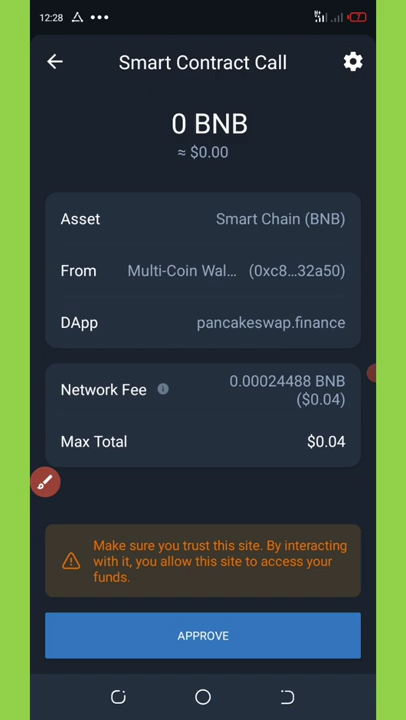 12:28
7
Smart Contract Call
0 BNB
≈ $0.00
Asset Smart Chain (BNB)
From Multi-Coin Wal... (0xc8...32a50)
DApp pancakeswap.finance
Network Fee 0.00024488 BNB
($0.04)
Max Total $0.04
Make sure you trust this site. By interacting
with it, you allow this site to access your
funds.
APPROVE